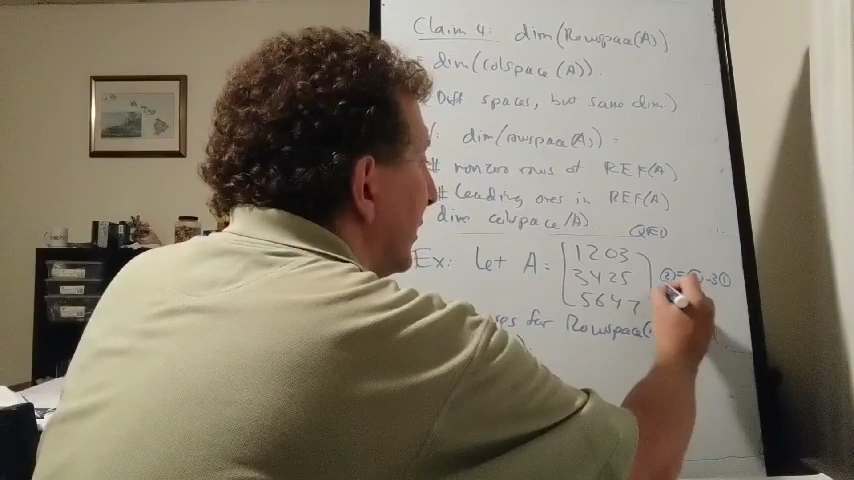 Claim 4: dim(Rowspace(A))
= dim(colspace(A)).
Diff spaces, but same dim)
: dim(rowspace(A)) =
# nonzero rows of REF(A)
# Leading ones in REF(A)
dim colspace(A).
QED
Ex: Let A = [1 2 0 3
3 4 2 5 ② = -3①
5 6 4 7]
for Rowspace(